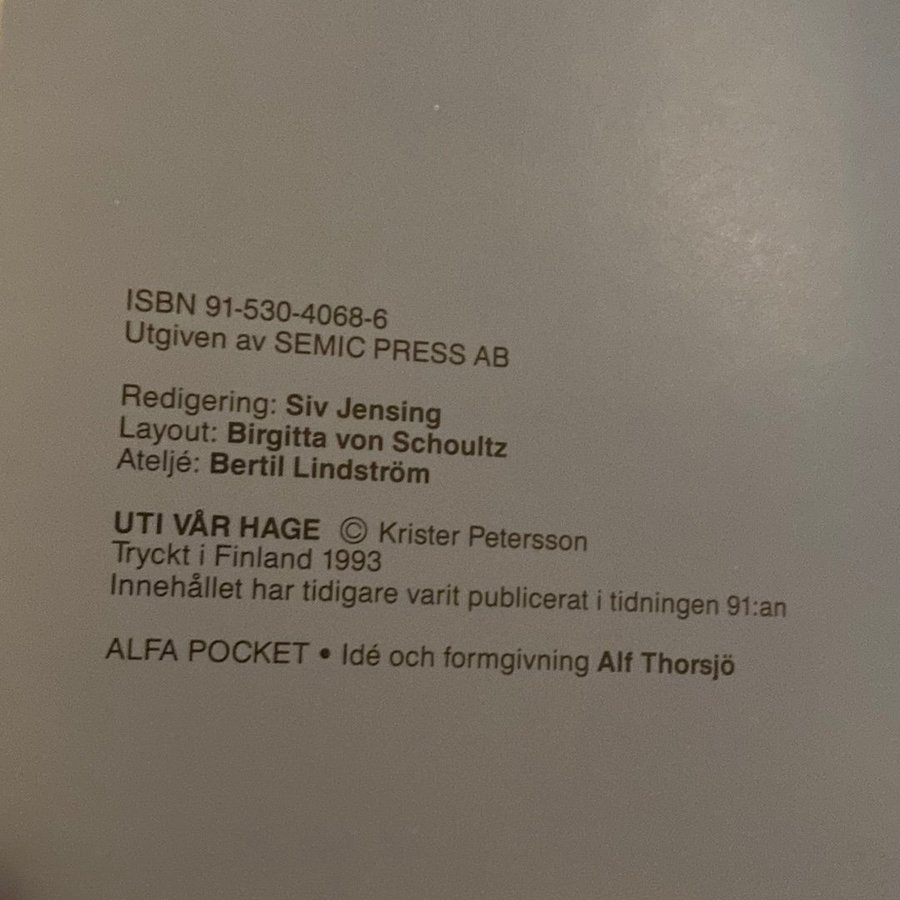 ISBN 91-530-4068-6
Utgiven av SEMIC PRESS AB
Redigering: Siv Jensing
Layout: Birgitta von Schoultz
Ateljé: Bertil Lindström
UTI VÅR HAGE © Krister Petersson
Tryckt i Finland 1993
Innehållet har tidigare varit publicerat i tidningen 91:an
ALFA POCKET • Idé och formgivning Alf Thorsjö